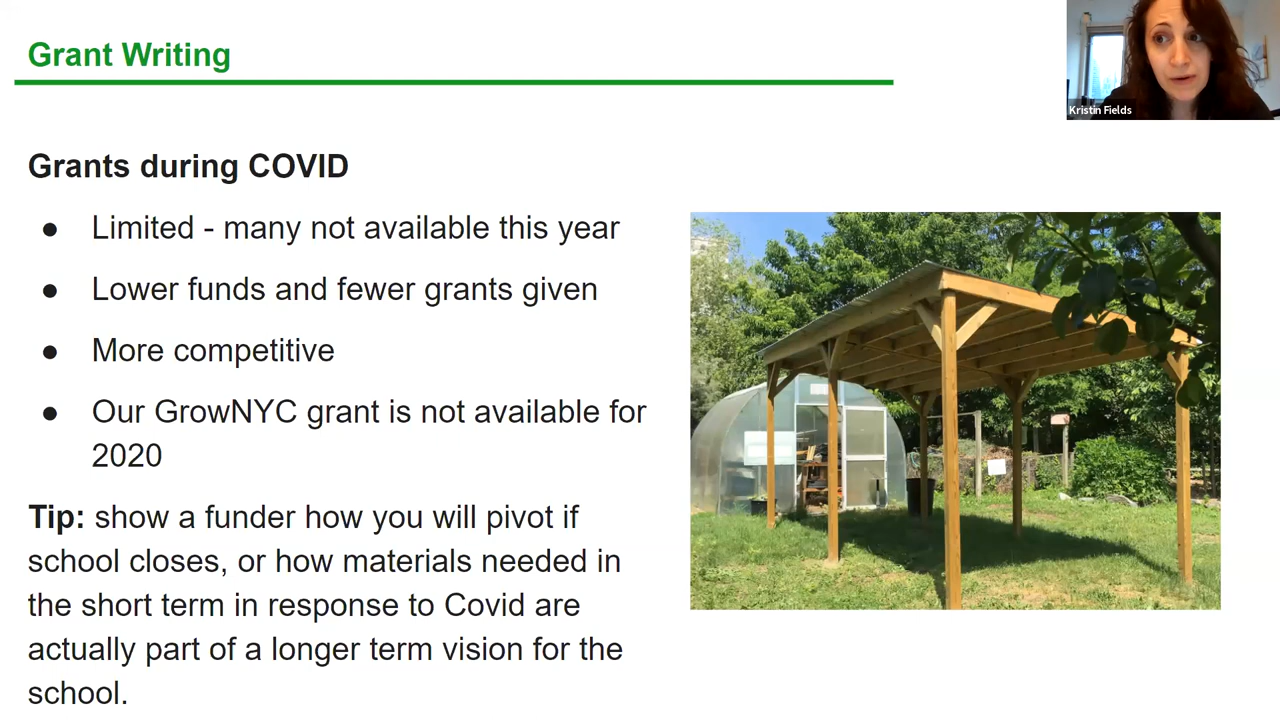 Grant Writing
Kristin Fields
Grants during COVID
● Limited - many not available this year
● Lower funds and fewer grants given
● More competitive
● Our GrowNYC grant is not available for
2020
Tip: show a funder how you will pivot if
school closes, or how materials needed in
the short term in response to Covid are
actually part of a longer term vision for the
school.